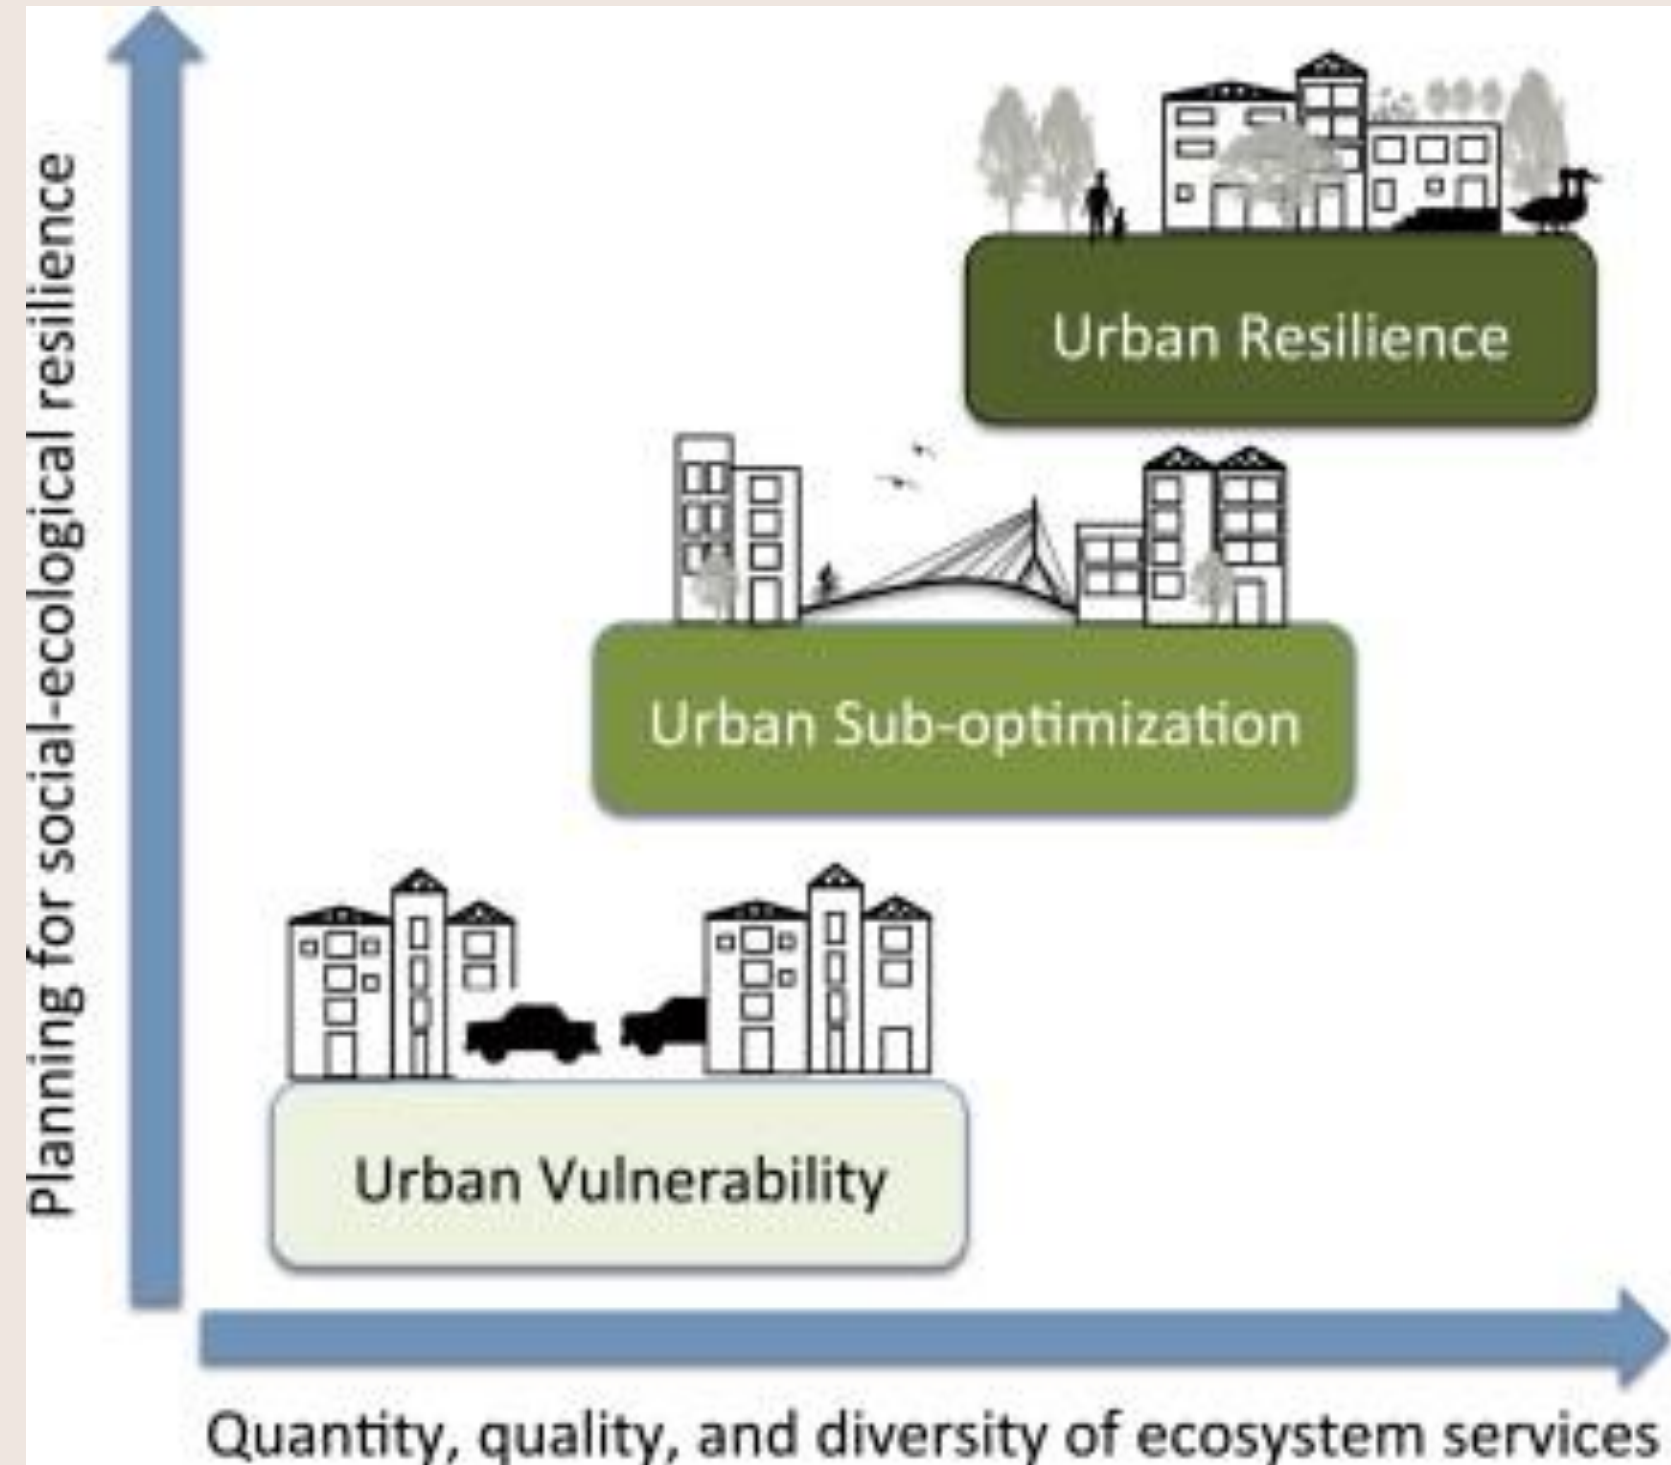 Planning for social-ecological resilience
Urban Resilience
Urban Sub-optimization
Urban Vulnerability
Quantity, quality, and diversity of ecosystem services